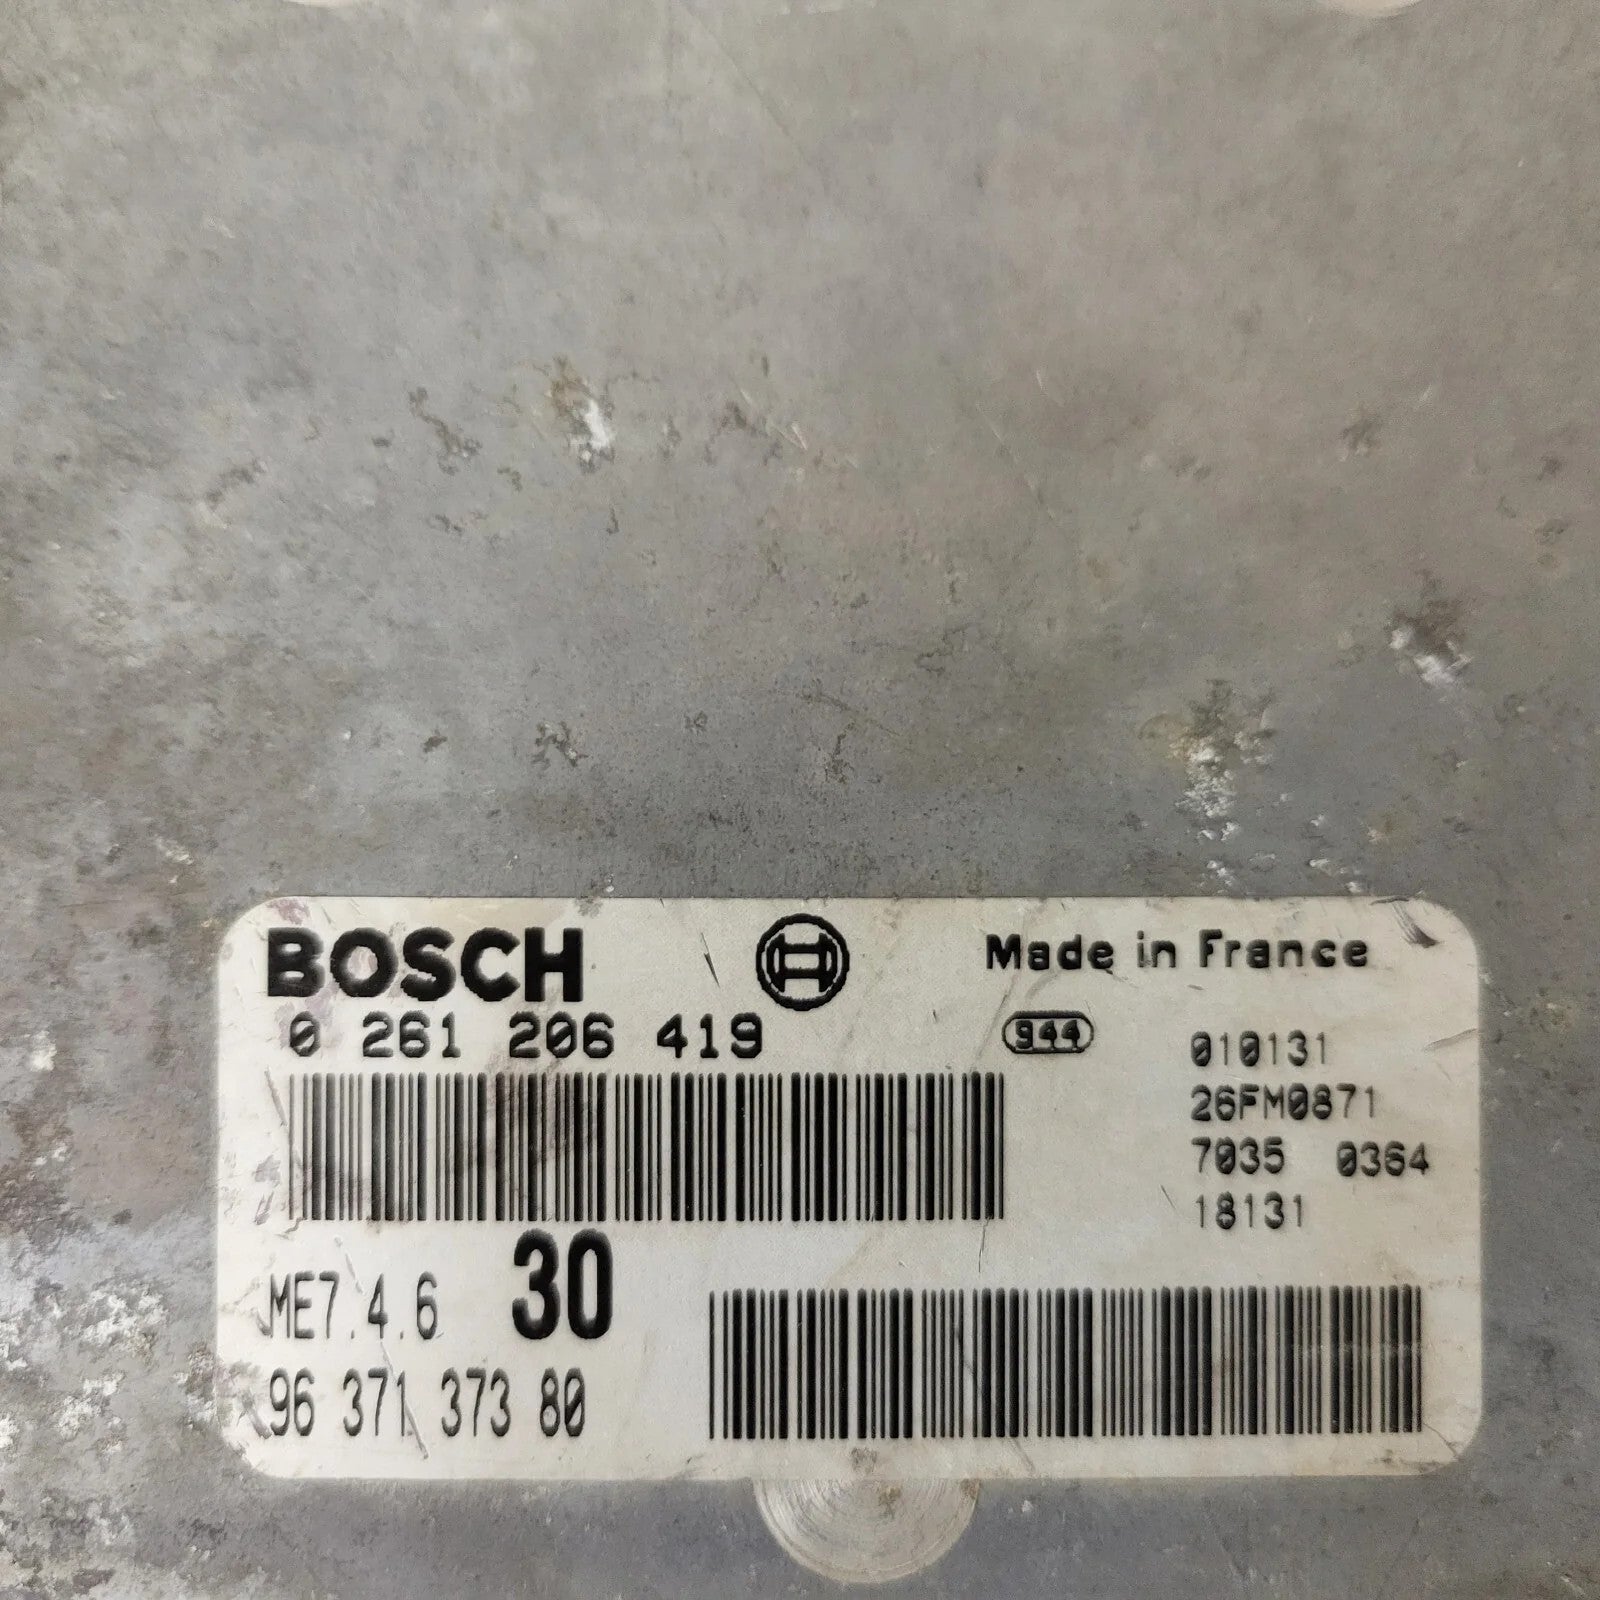 BOSCH
Made in France
0 261 206 419
944
010131
26FM0871
7035 0364
18131
ME7.4.6 30
96 371 373 80